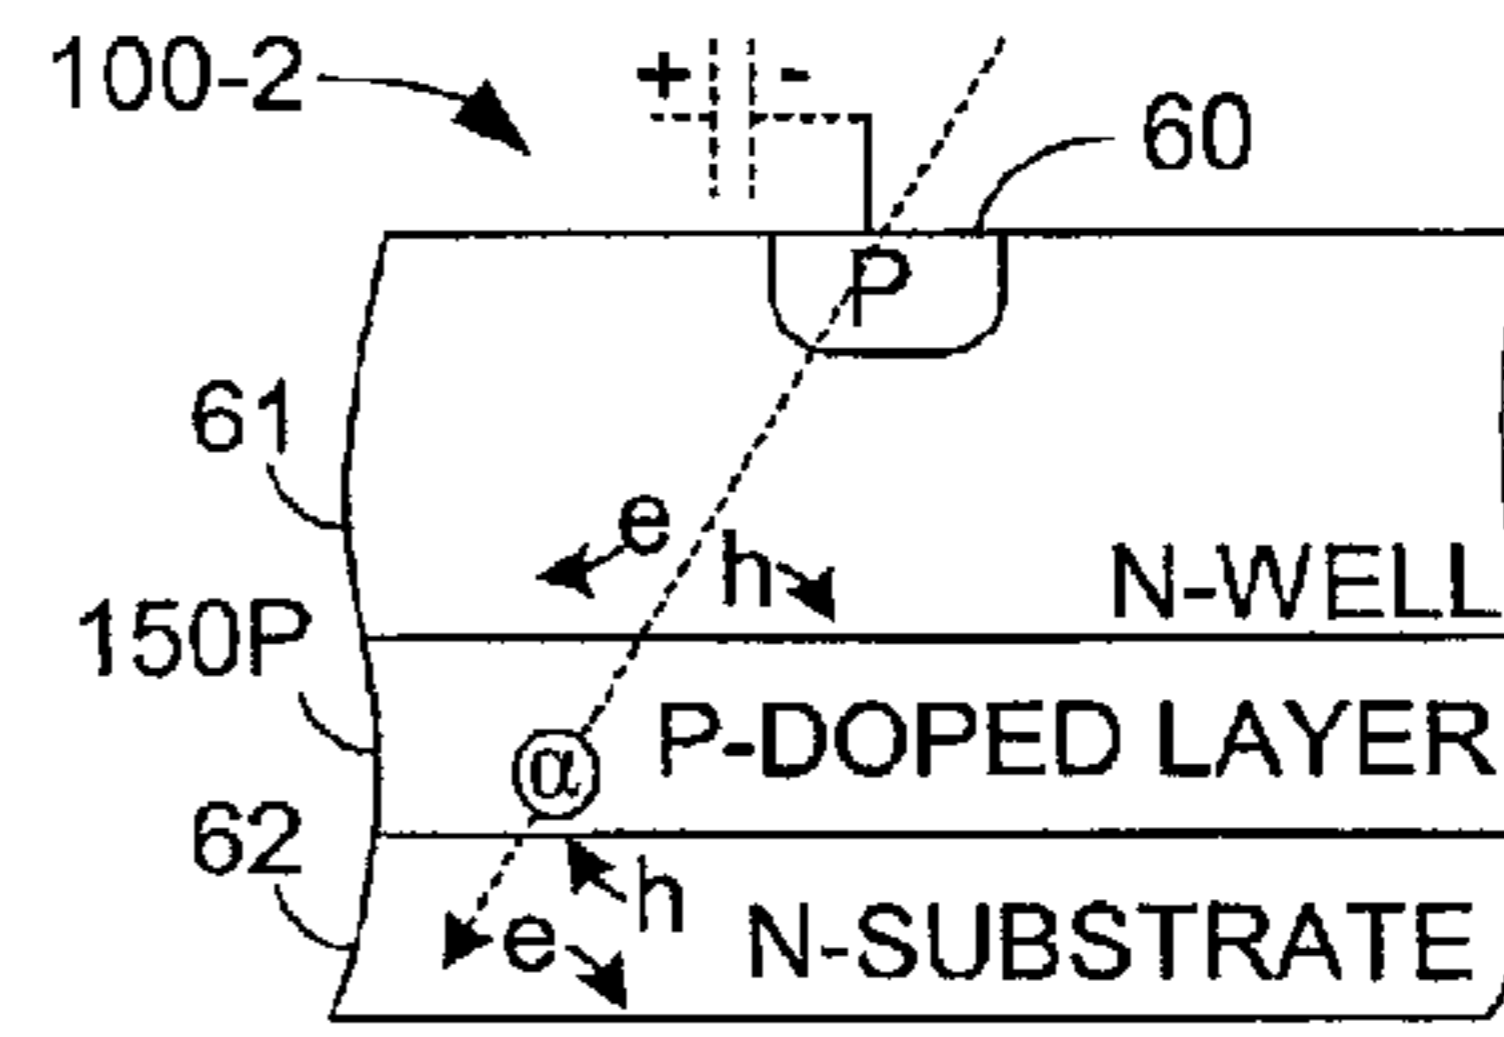 100-2
+ -
60
P
61
e
h
N-WELL
150P
P-DOPED LAYER
α
62
h
e
N-SUBSTRATE